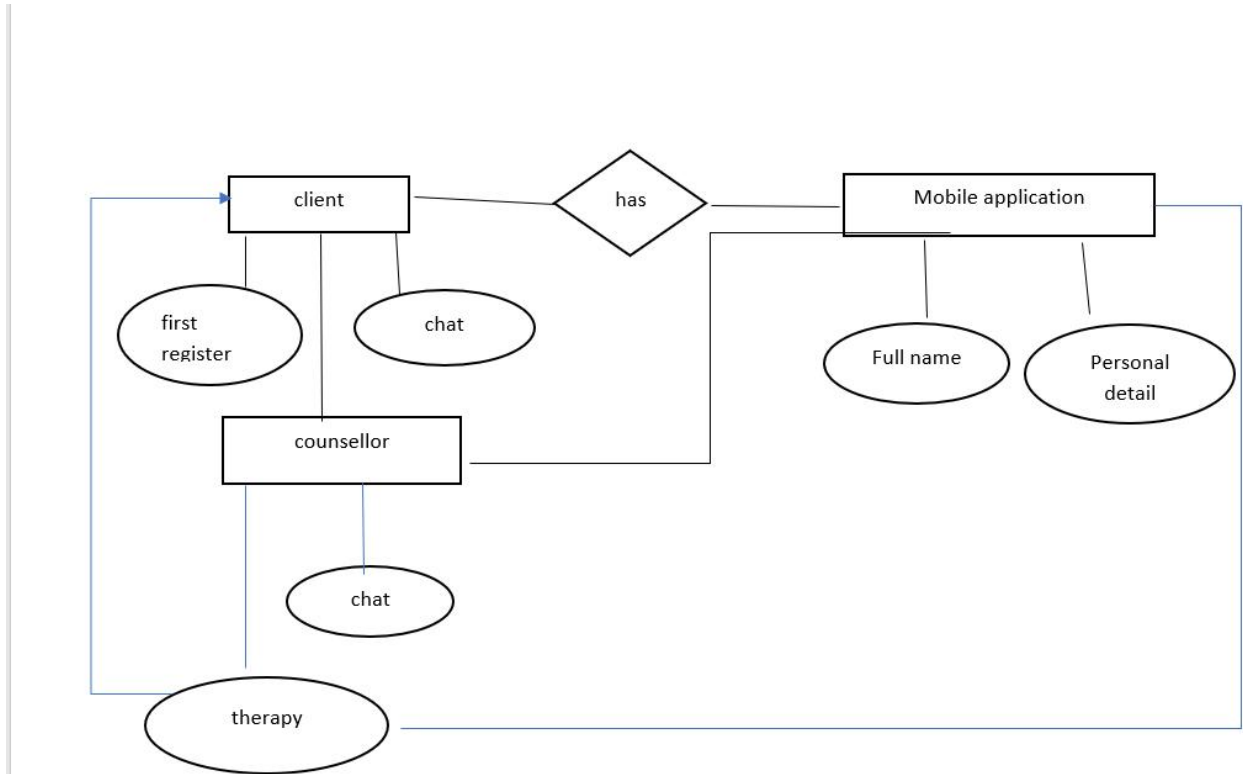 client
has
Mobile application
first
register
chat
Full name
Personal
detail
counsellor
chat
therapy